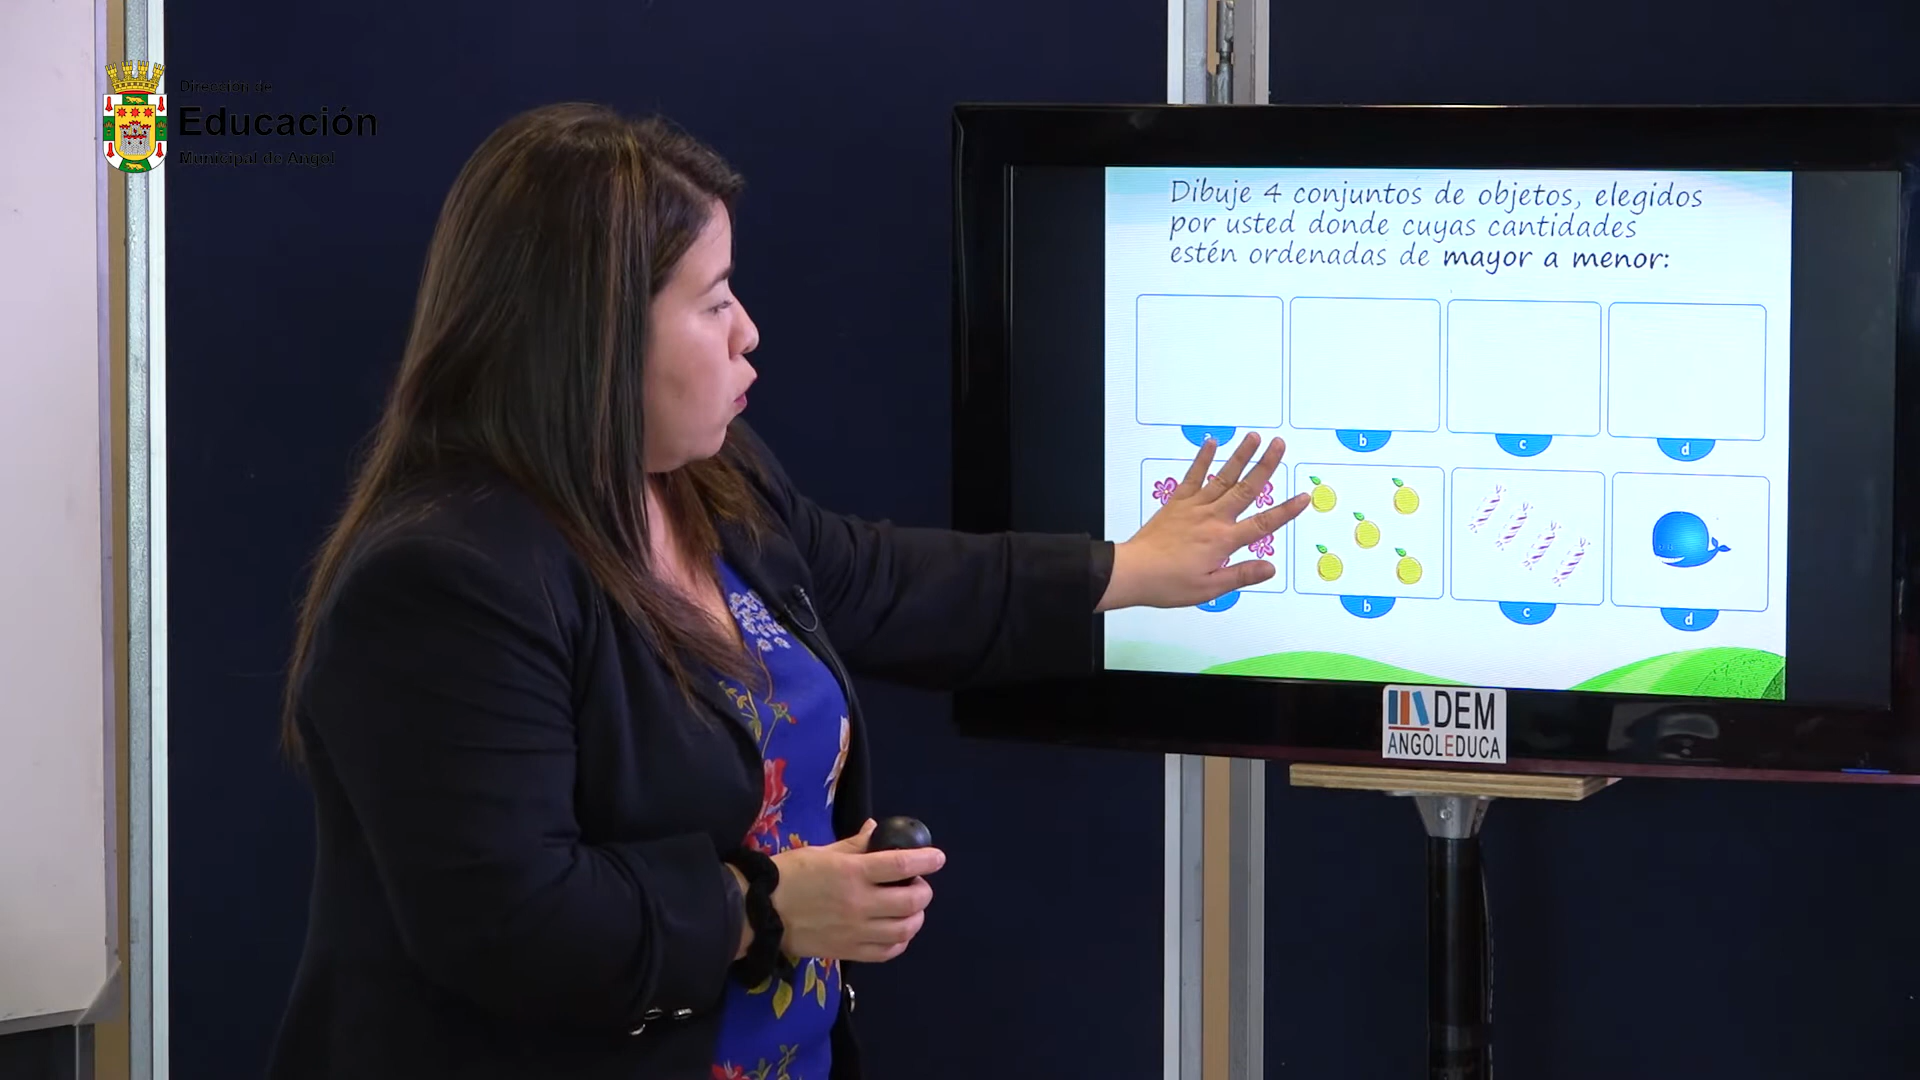 Dirección de
Educación
Municipal de Angol
Dibuje 4 conjuntos de objetos, elegidos
por usted donde cuyas cantidades
estén ordenadas de mayor a menor:
a
b
c
d
a
b
c
d
DEM
ANGOLEDUCA